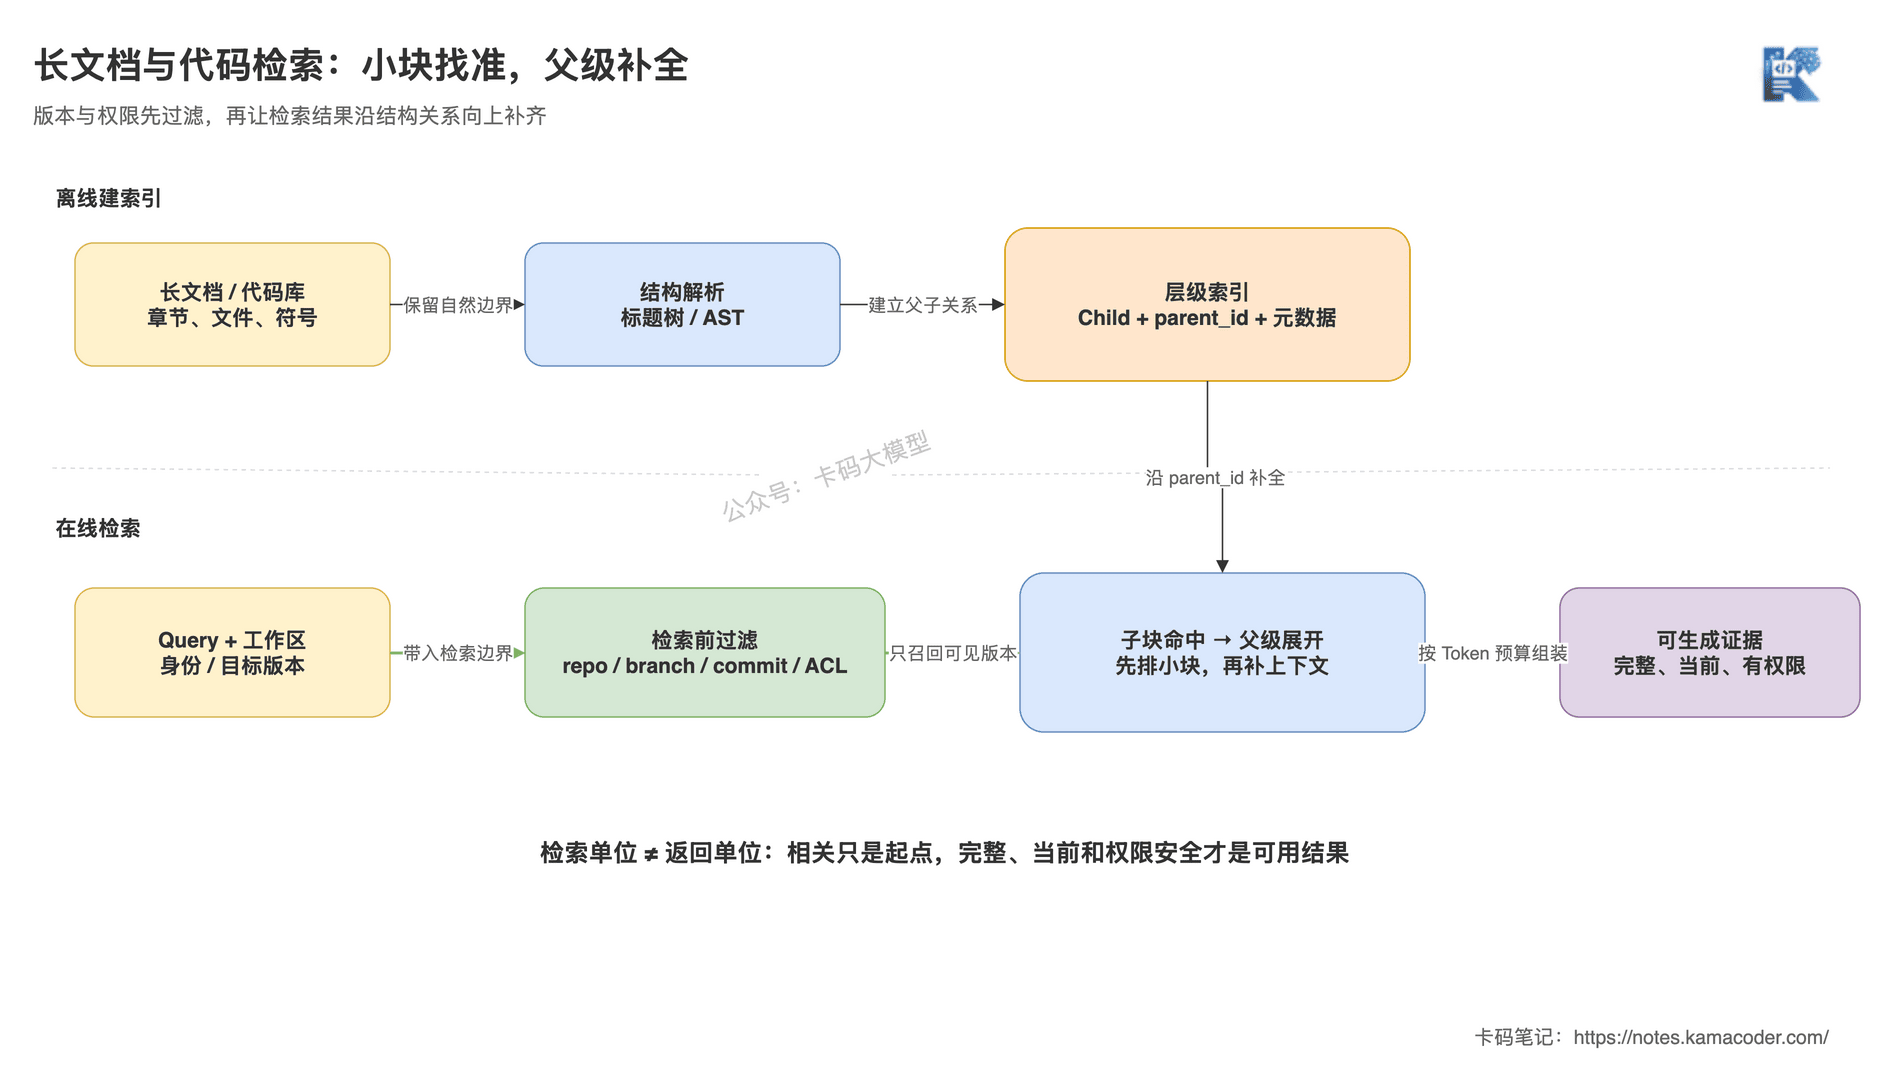 长文档与代码检索：小块找准，父级补全
版本与权限先过滤，再让检索结果沿结构关系向上补齐
离线建索引
长文档 / 代码库
章节、文件、符号
保留自然边界
结构解析
标题树 / AST
建立父子关系
层级索引
Child + parent_id + 元数据
公众号：卡码大模型
沿 parent_id 补全
在线检索
Query + 工作区
身份 / 目标版本
带入检索边界
检索前过滤
repo / branch / commit / ACL
只召回可见版本
子块命中 → 父级展开
先排小块，再补上下文
按 Token 预算组装
可生成证据
完整、当前、有权限
检索单位 ≠ 返回单位：相关只是起点，完整、当前和权限安全才是可用结果
卡码笔记：https://notes.kamacoder.com/